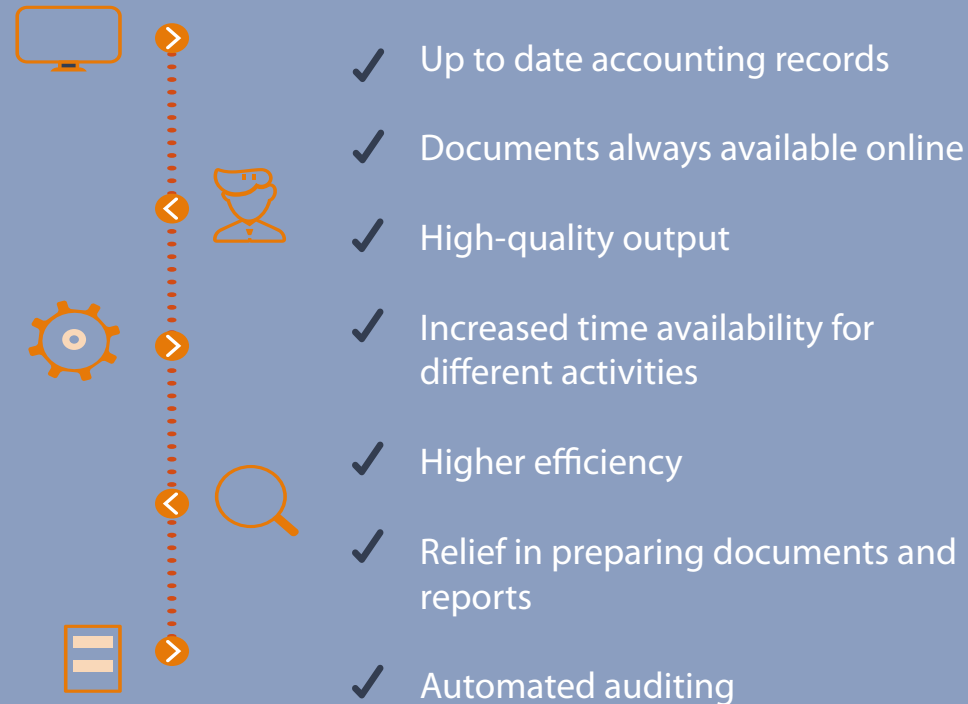 Up to date accounting records
Documents always available online
High-quality output
Increased time availability for
different activities
Higher efficiency
Relief in preparing documents and
reports
Automated auditing